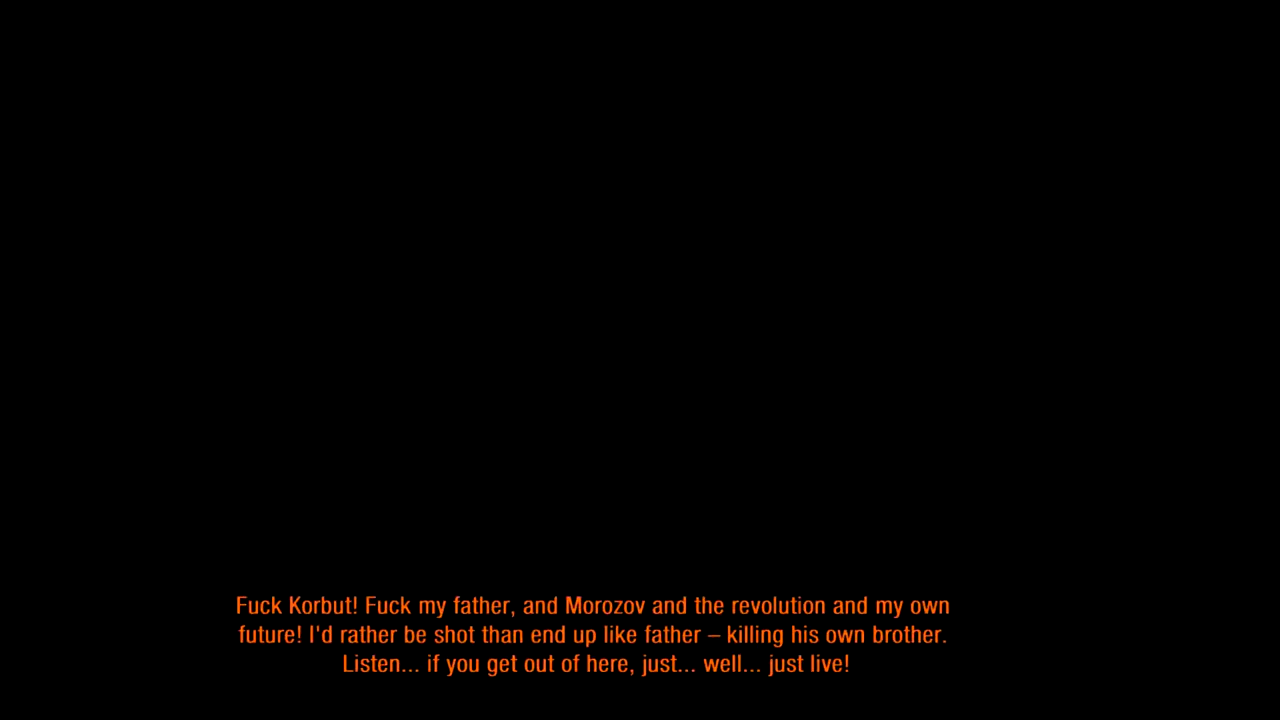 Fuck Korbut! Fuck my father, and Morozov and the revolution and my own
future! I'd rather be shot than end up like father – killing his own brother.
Listen... if you get out of here, just... well... just live!